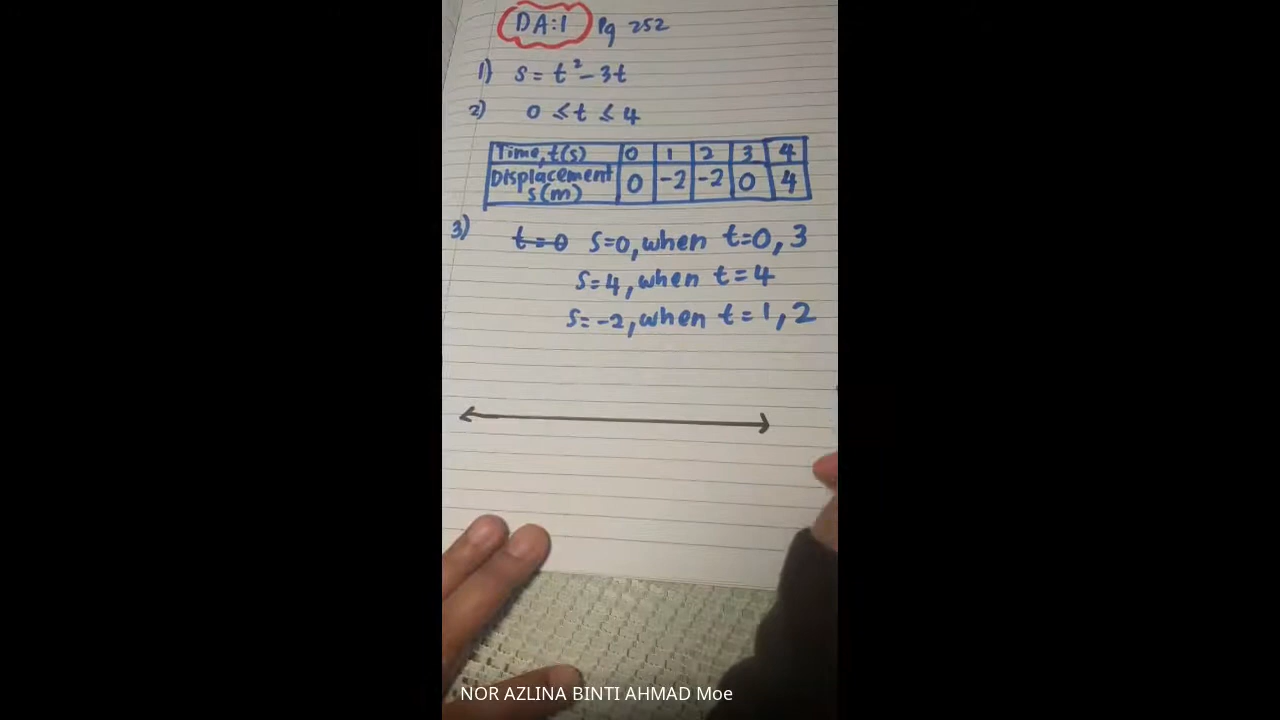 DA:1 Pg 252
1) s = t² - 3t
2) 0 ≤ t ≤ 4
Time, t(s) 0 1 2 3 4
Displacement s(m) 0 -2 -2 0 4
3) t = 0 s=0, when t=0, 3
s=4, when t = 4
s= -2, when t = 1, 2
NOR AZLINA BINTI AHMAD Moe